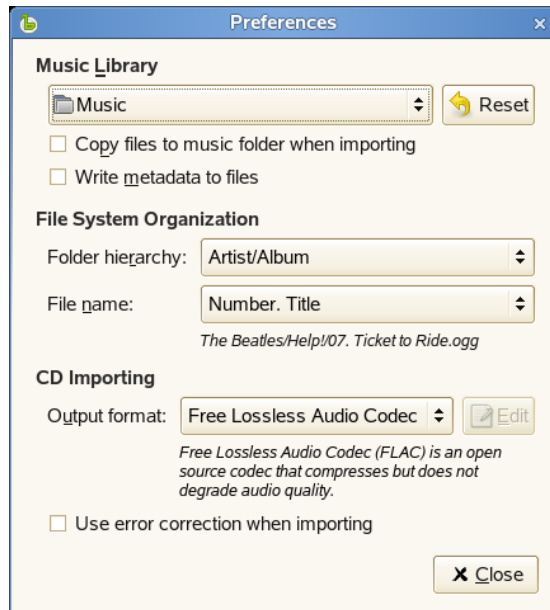 Preferences
Music Library
Music
Reset
Copy files to music folder when importing
Write metadata to files
File System Organization
Folder hierarchy: Artist/Album
File name: Number. Title
The Beatles/Help!/07. Ticket to Ride.ogg
CD Importing
Output format: Free Lossless Audio Codec Edit
Free Lossless Audio Codec (FLAC) is an open
source codec that compresses but does not
degrade audio quality.
Use error correction when importing
Close